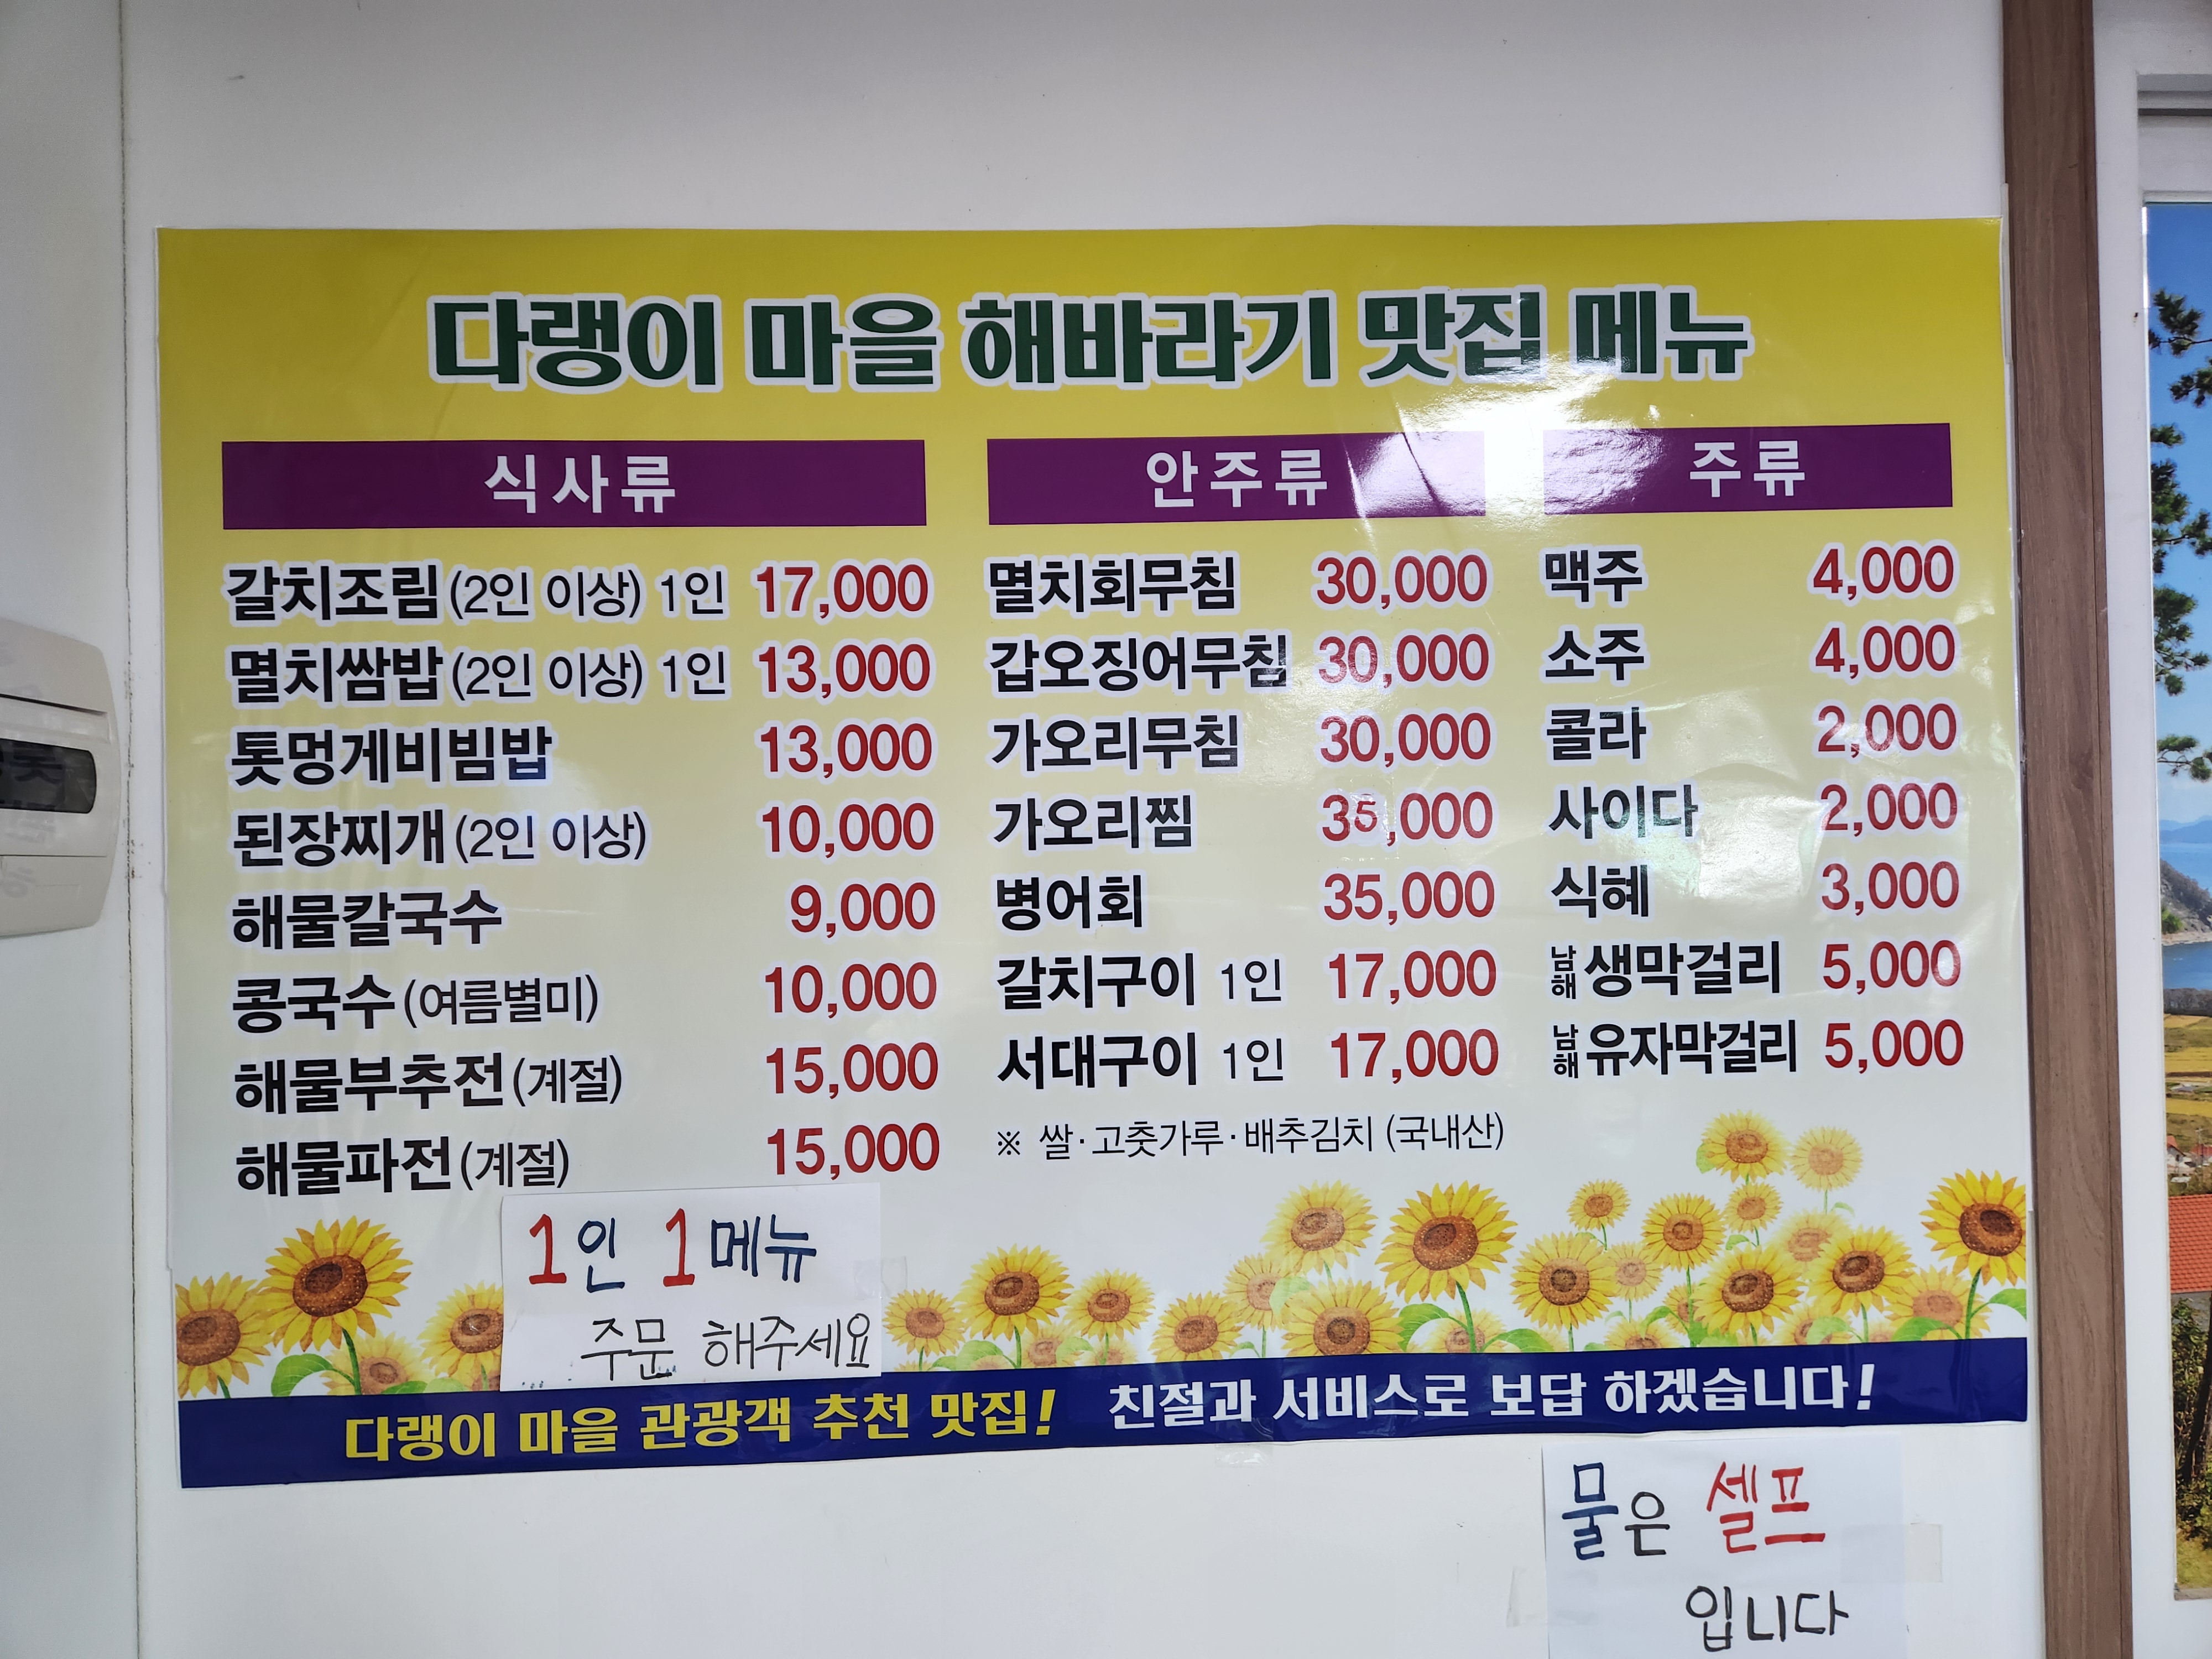 다랭이 마을 해바라기 맛집 메뉴
식사류
갈치조림(2인 이상) 1인 17,000
멸치쌈밥(2인 이상) 1인 13,000
톳멍게비빔밥 13,000
된장찌개(2인 이상) 10,000
해물칼국수 9,000
콩국수(여름별미) 10,000
해물부추전(계절) 15,000
해물파전(계절) 15,000
안주류
멸치회무침 30,000
갑오징어무침 30,000
가오리무침 30,000
가오리찜 35,000
병어회 35,000
갈치구이 1인 17,000
서대구이 1인 17,000
※ 쌀·고춧가루·배추김치 (국내산)
주류
맥주 4,000
소주 4,000
콜라 2,000
사이다 2,000
식혜 3,000
남해 생막걸리 5,000
남해 유자막걸리 5,000
1인 1메뉴
주문 해주세요
다랭이 마을 관광객 추천 맛집! 친절과 서비스로 보답 하겠습니다!
물은 셀프
입니다